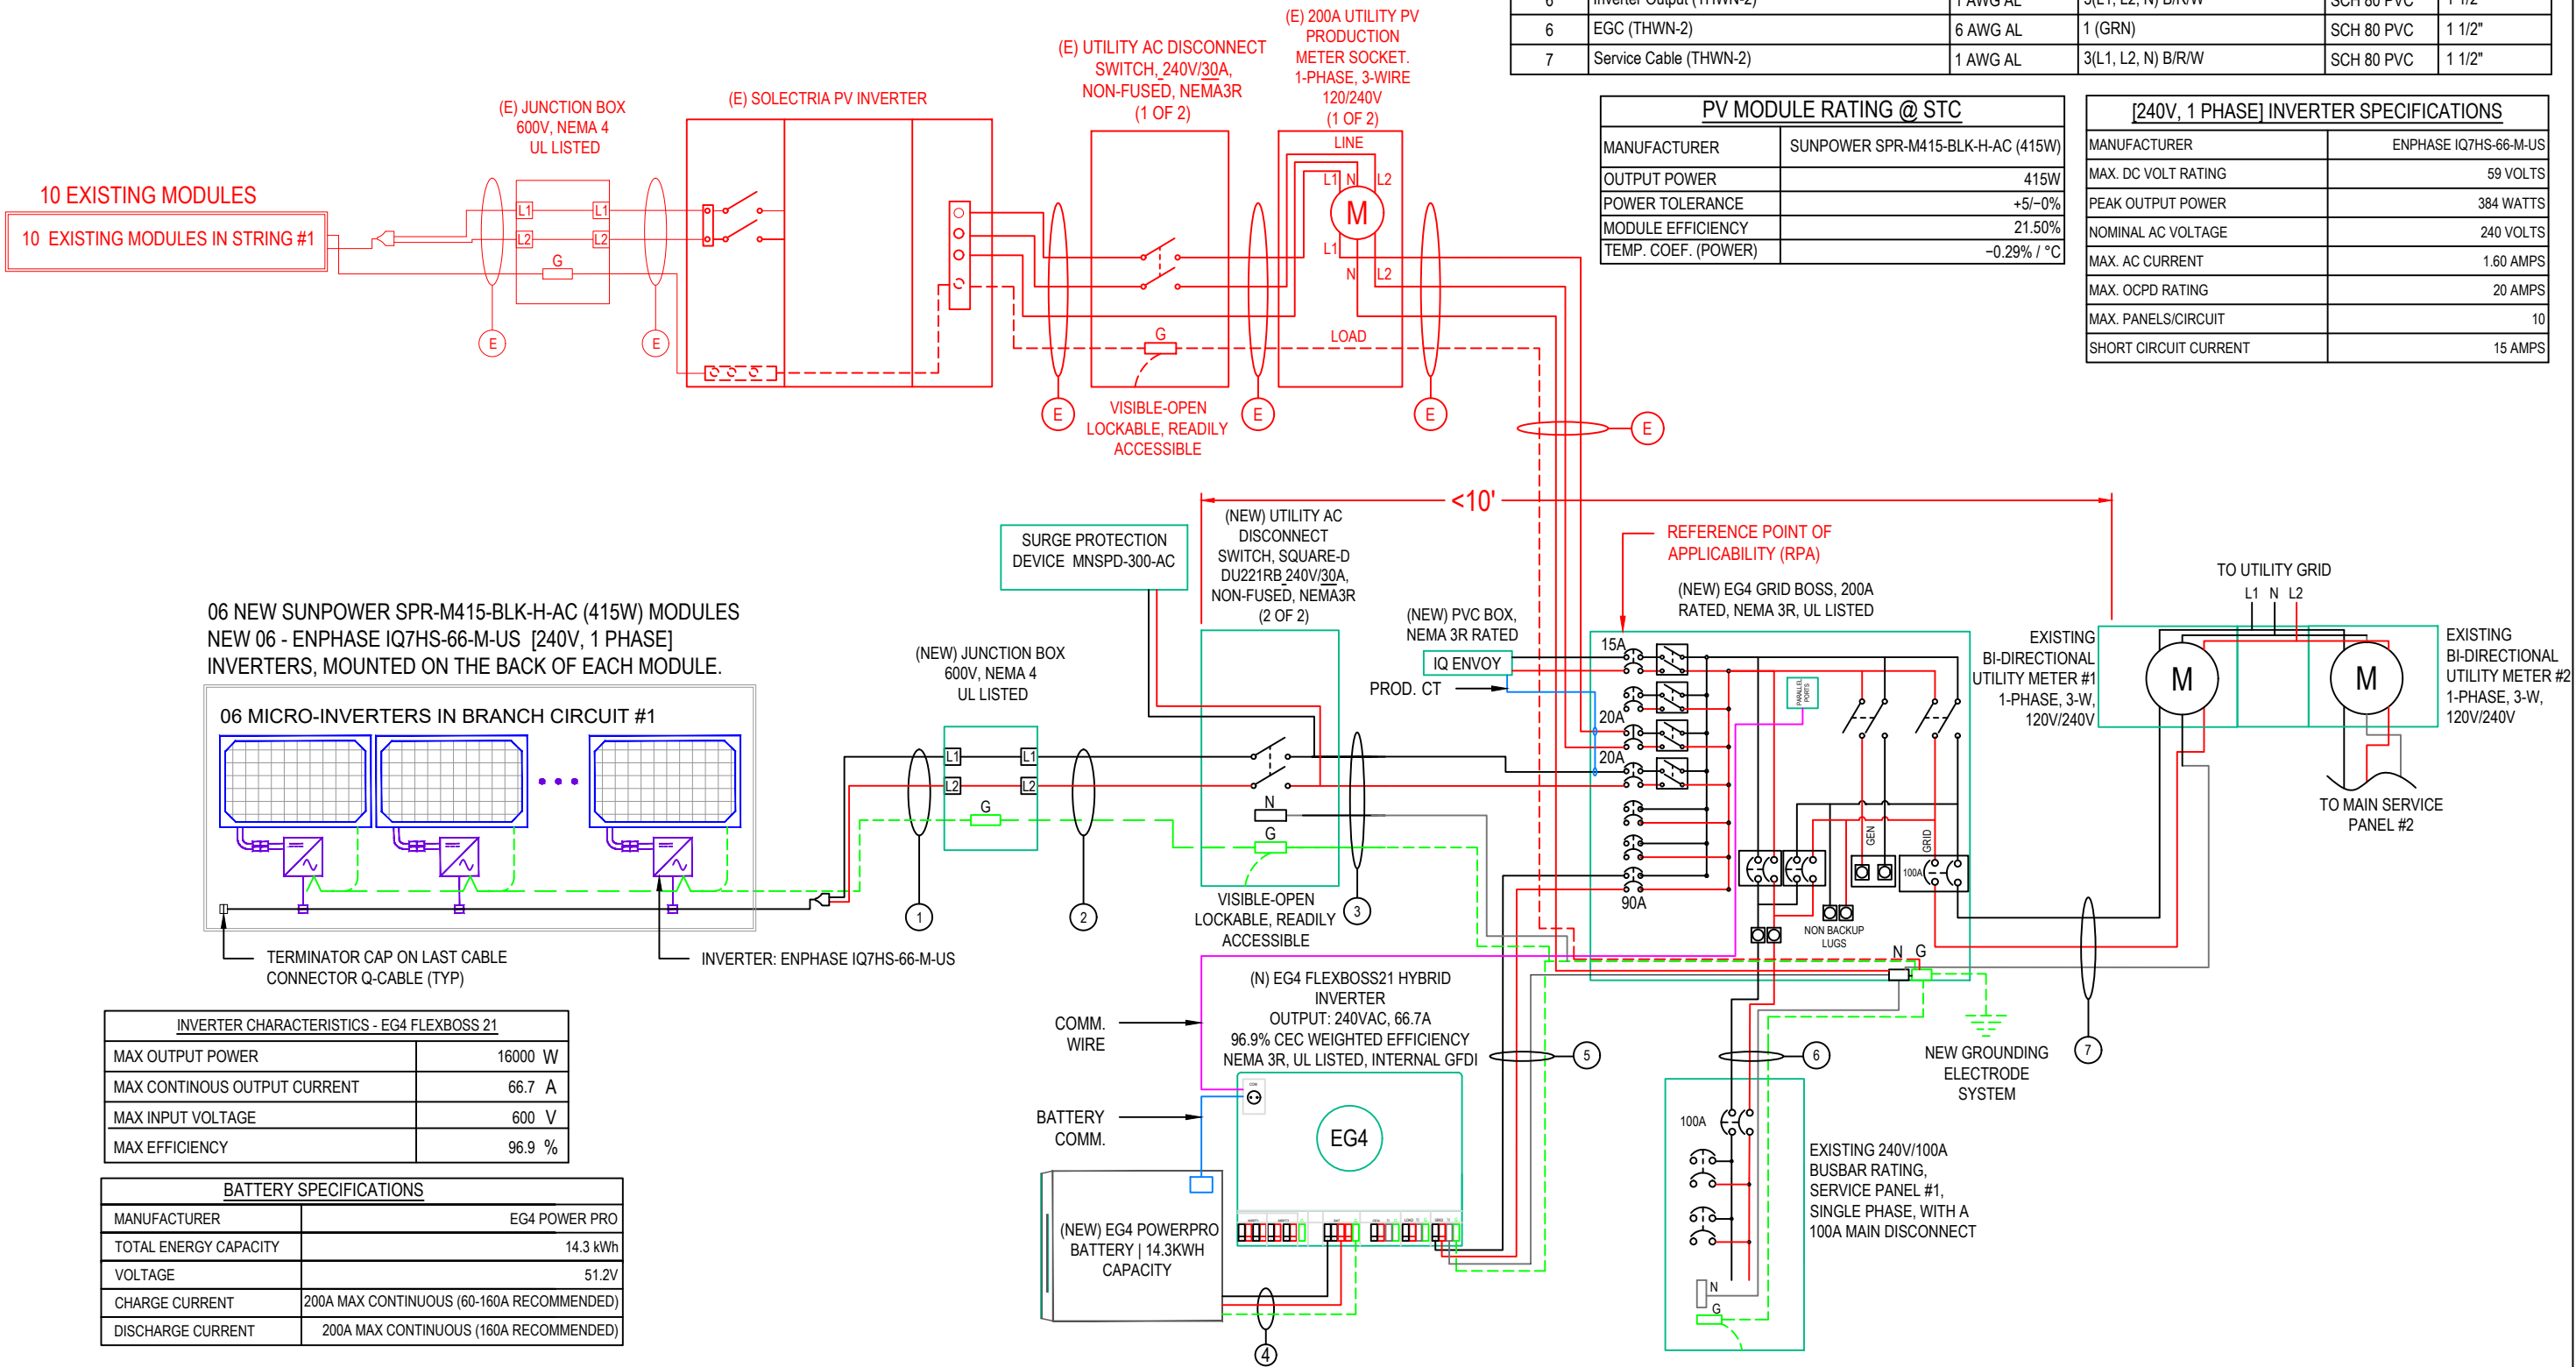 6 Inverter Output (THWN-2) 1 AWG AL 3(L1, L2, N) B/R/W SCH 80 PVC 1 1/2"
6 EGC (THWN-2) 6 AWG AL 1 (GRN) SCH 80 PVC 1 1/2"
7 Service Cable (THWN-2) 1 AWG AL 3(L1, L2, N) B/R/W SCH 80 PVC 1 1/2"
PV MODULE RATING @ STC
MANUFACTURER SUNPOWER SPR-M415-BLK-H-AC (415W)
OUTPUT POWER 415W
POWER TOLERANCE +5/−0%
MODULE EFFICIENCY 21.50%
TEMP. COEF. (POWER) −0.29% / °C
[240V, 1 PHASE] INVERTER SPECIFICATIONS
MANUFACTURER ENPHASE IQ7HS-66-M-US
MAX. DC VOLT RATING 59 VOLTS
PEAK OUTPUT POWER 384 WATTS
NOMINAL AC VOLTAGE 240 VOLTS
MAX. AC CURRENT 1.60 AMPS
MAX. OCPD RATING 20 AMPS
MAX. PANELS/CIRCUIT 10
SHORT CIRCUIT CURRENT 15 AMPS
10 EXISTING MODULES
10 EXISTING MODULES IN STRING #1
(E) JUNCTION BOX
600V, NEMA 4
UL LISTED
L1 L1
L2 L2
G
E
E
(E) SOLECTRIA PV INVERTER
(E) UTILITY AC DISCONNECT
SWITCH, 240V/30A,
NON-FUSED, NEMA3R
(1 OF 2)
G
VISIBLE-OPEN
LOCKABLE, READILY
ACCESSIBLE
E
E
(E) 200A UTILITY PV
PRODUCTION
METER SOCKET.
1-PHASE, 3-WIRE
120/240V
(1 OF 2)
LINE
L1 N L2
M
L1
N L2
LOAD
E
E
<10'
06 NEW SUNPOWER SPR-M415-BLK-H-AC (415W) MODULES
NEW 06 - ENPHASE IQ7HS-66-M-US [240V, 1 PHASE]
INVERTERS, MOUNTED ON THE BACK OF EACH MODULE.
06 MICRO-INVERTERS IN BRANCH CIRCUIT #1
TERMINATOR CAP ON LAST CABLE
CONNECTOR Q-CABLE (TYP)
INVERTER: ENPHASE IQ7HS-66-M-US
(NEW) JUNCTION BOX
600V, NEMA 4
UL LISTED
L1 L1
L2 L2
G
1
2
SURGE PROTECTION
DEVICE MNSPD-300-AC
(NEW) UTILITY AC
DISCONNECT
SWITCH, SQUARE-D
DU221RB 240V/30A,
NON-FUSED, NEMA3R
(2 OF 2)
N
G
VISIBLE-OPEN
LOCKABLE, READILY
ACCESSIBLE
3
(NEW) PVC BOX,
NEMA 3R RATED
IQ ENVOY
PROD. CT
REFERENCE POINT OF
APPLICABILITY (RPA)
(NEW) EG4 GRID BOSS, 200A
RATED, NEMA 3R, UL LISTED
15A
20A
20A
90A
PARALLEL
PORTS
GEN
GRID
100A
NON BACKUP
LUGS
N G
TO UTILITY GRID
L1 N L2
EXISTING
BI-DIRECTIONAL
UTILITY METER #1
1-PHASE, 3-W,
120V/240V
M
M
EXISTING
BI-DIRECTIONAL
UTILITY METER #2
1-PHASE, 3-W,
120V/240V
TO MAIN SERVICE
PANEL #2
7
NEW GROUNDING
ELECTRODE
SYSTEM
INVERTER CHARACTERISTICS - EG4 FLEXBOSS 21
MAX OUTPUT POWER 16000 W
MAX CONTINOUS OUTPUT CURRENT 66.7 A
MAX INPUT VOLTAGE 600 V
MAX EFFICIENCY 96.9 %
BATTERY SPECIFICATIONS
MANUFACTURER EG4 POWER PRO
TOTAL ENERGY CAPACITY 14.3 kWh
VOLTAGE 51.2V
CHARGE CURRENT 200A MAX CONTINUOUS (60-160A RECOMMENDED)
DISCHARGE CURRENT 200A MAX CONTINUOUS (160A RECOMMENDED)
COMM.
WIRE
BATTERY
COMM.
(N) EG4 FLEXBOSS21 HYBRID
INVERTER
OUTPUT: 240VAC, 66.7A
96.9% CEC WEIGHTED EFFICIENCY
NEMA 3R, UL LISTED, INTERNAL GFDI
EG4
5
(NEW) EG4 POWERPRO
BATTERY | 14.3KWH
CAPACITY
4
6
100A
N
G
EXISTING 240V/100A
BUSBAR RATING,
SERVICE PANEL #1,
SINGLE PHASE, WITH A
100A MAIN DISCONNECT